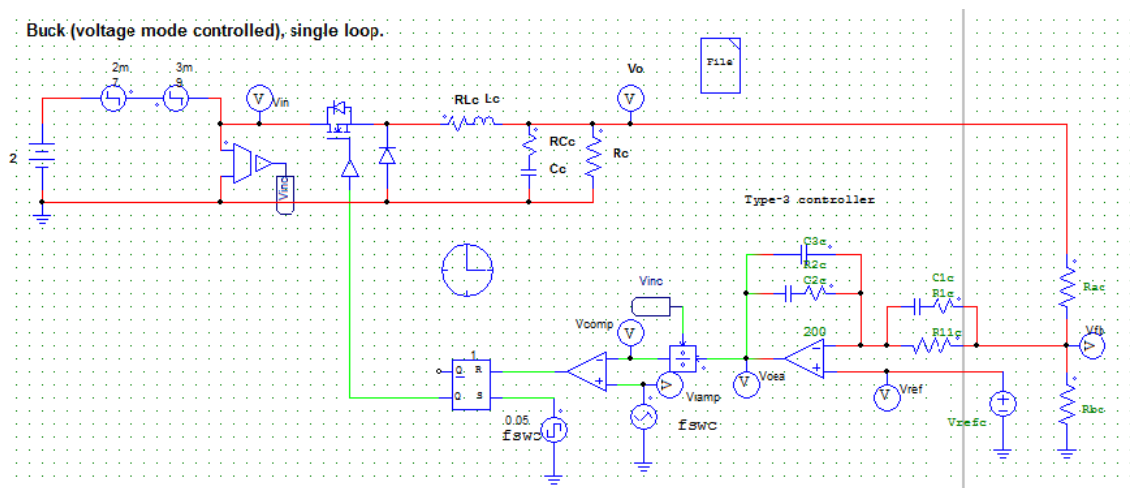 Buck (voltage mode controlled), single loop.
2m
7
3m
9
V
Vin
File
Vo
V
RLc Lc
RCc
Cc
Rc
2
Vinc
Type-3 controller
C3c
R2c
C2c
C1c
R1c
R11c
200
Rac
Vfb
V
Vinc
Vcomp
V
Voea
V
Vramp
V
Vref
V
Vrefc
Rbc
1
Q R
Q S
0.05
fswc
fswc